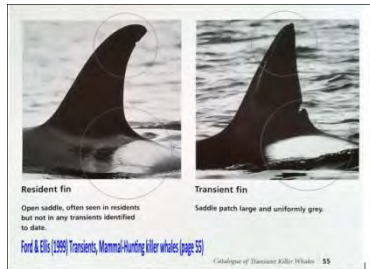 Resident fin
Open saddle, often seen in residents
but not in any transients identified
to date.
Transient fin
Saddle patch large and uniformly grey.
Ford & Ellis (1999) Transients, Mammal-Hunting killer whales (page 55)
Catalogue of Transient Killer Whales 55